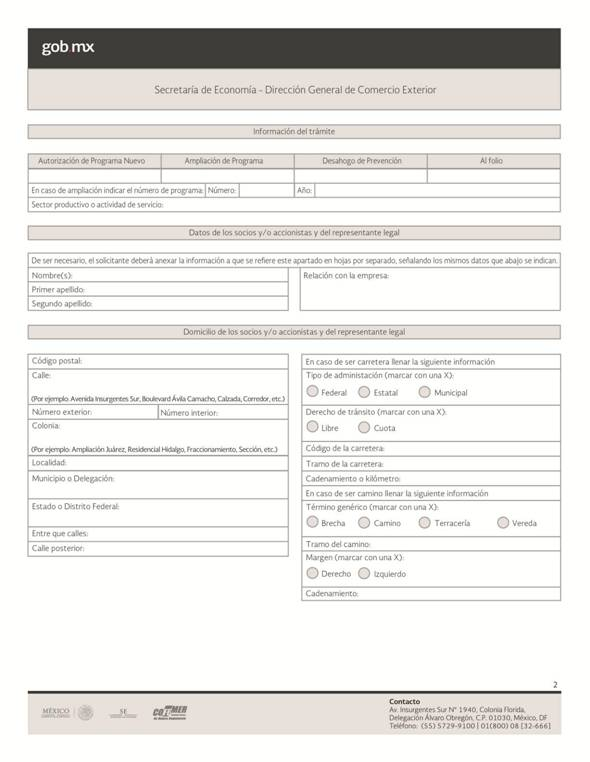 gob.mx
Secretaría de Economía - Dirección General de Comercio Exterior
Información del trámite
Autorización de Programa Nuevo
Ampliación de Programa
Desahogo de Prevención
Al folio
En caso de ampliación indicar el número de programa:
Número:
Año:
Sector productivo o actividad de servicio:
Datos de los socios y/o accionistas y del representante legal
De ser necesario, el solicitante deberá anexar la información a que se refiere este apartado en hojas por separado, señalando los mismos datos que abajo se indican.
Nombre(s):
Primer apellido:
Segundo apellido:
Relación con la empresa:
Domicilio de los socios y/o accionistas y del representante legal
Código postal:
Calle:
(Por ejemplo: Avenida Insurgentes Sur, Boulevard Ávila Camacho, Calzada, Corredor, etc.)
Número exterior:
Número interior:
Colonia:
(Por ejemplo: Ampliación Juárez, Residencial Hidalgo, Fraccionamiento, Sección, etc.)
Localidad:
Municipio o Delegación:
Estado o Distrito Federal:
Entre que calles:
Calle posterior:
En caso de ser carretera llenar la siguiente información
Tipo de administación (marcar con una X):
Federal
Estatal
Municipal
Derecho de tránsito (marcar con una X):
Libre
Cuota
Código de la carretera:
Tramo de la carretera:
Cadenamiento o kilómetro:
En caso de ser camino llenar la siguiente información
Término genérico (marcar con una X):
Brecha
Camino
Terracería
Vereda
Tramo del camino:
Margen (marcar con una X):
Derecho
Izquierdo
Cadenamiento:
2
MÉXICO
SE
COFEMER
Contacto
Av. Insurgentes Sur N° 1940, Colonia Florida,
Delegación Álvaro Obregón, C.P. 01030, México, DF
Teléfono: (55) 5729-9100 | 01(800) 08 [32-666]